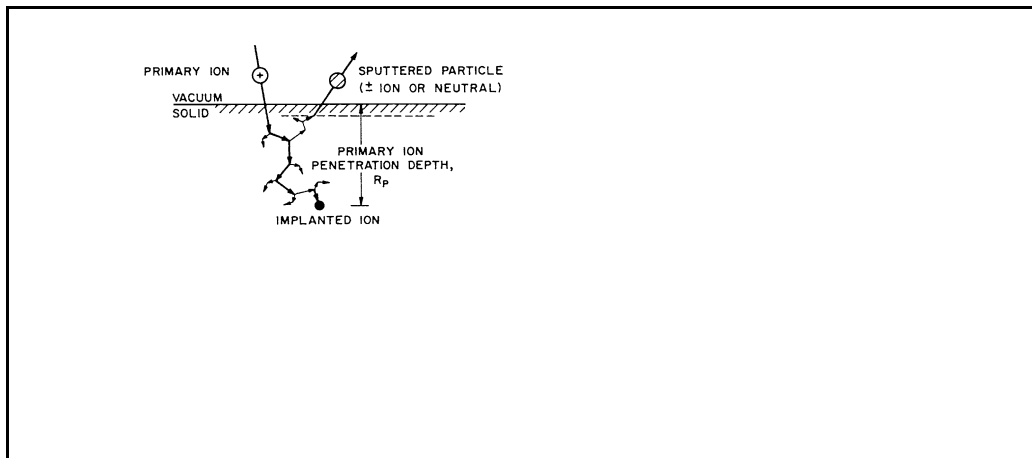 PRIMARY ION
+
SPUTTERED PARTICLE
(± ION OR NEUTRAL)
VACUUM
SOLID
PRIMARY ION
PENETRATION DEPTH,
Rp
IMPLANTED ION